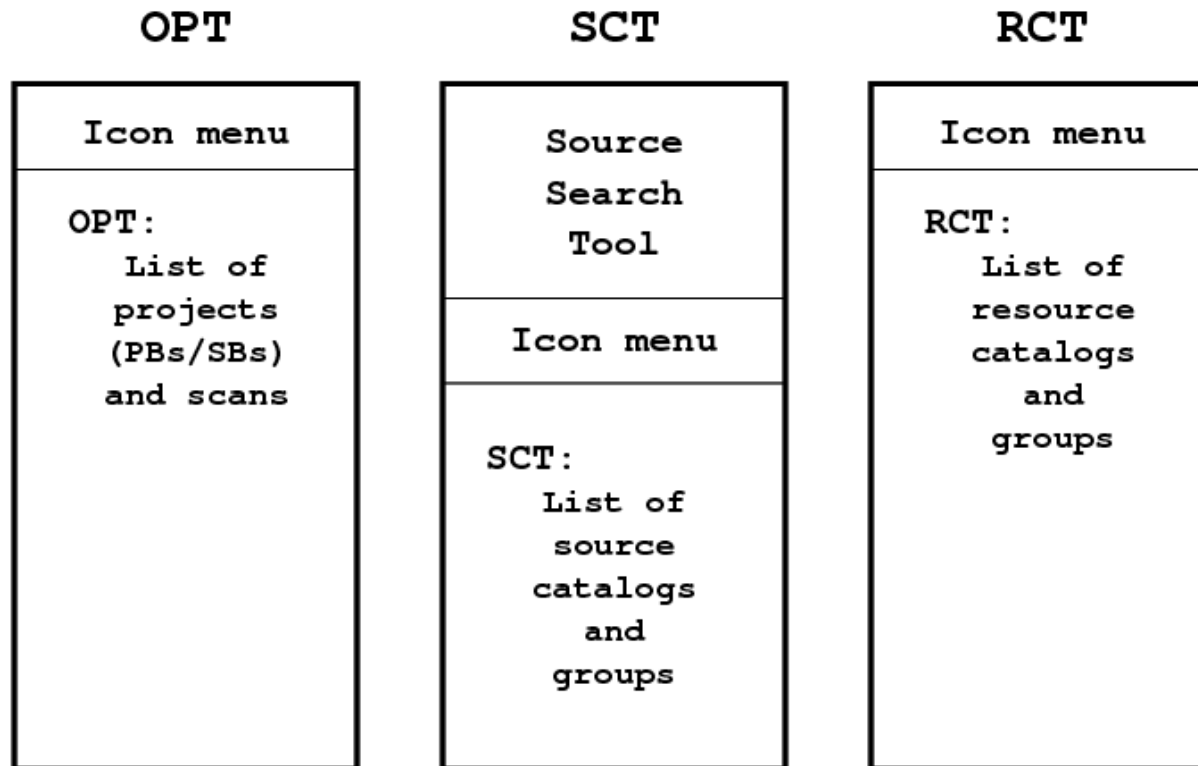 OPT
Icon menu
OPT:
List of
projects
(PBs/SBs)
and scans
SCT
Source
Search
Tool
Icon menu
SCT:
List of
source
catalogs
and
groups
RCT
Icon menu
RCT:
List of
resource
catalogs
and
groups